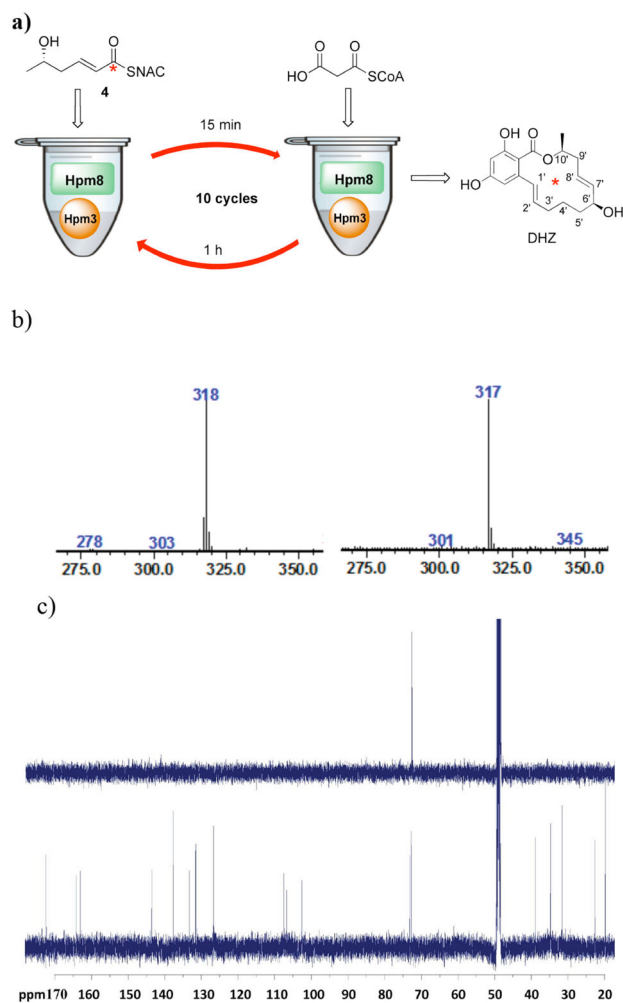 a)
OH
O
*
SNAC
4
O
O
HO
SCoA
15 min
Hpm8
Hpm3
10 cycles
1 h
Hpm8
Hpm3
OH
O
O
HO
10'
9'
8'
7'
6'
OH
5'
4'
3'
2'
1'
*
DHZ
b)
318
278
303
275.0
300.0
325.0
350.0
317
301
345
275.0
300.0
325.0
350.0
c)
ppm170 160 150 140 130 120 110 100 90 80 70 60 50 40 30 20